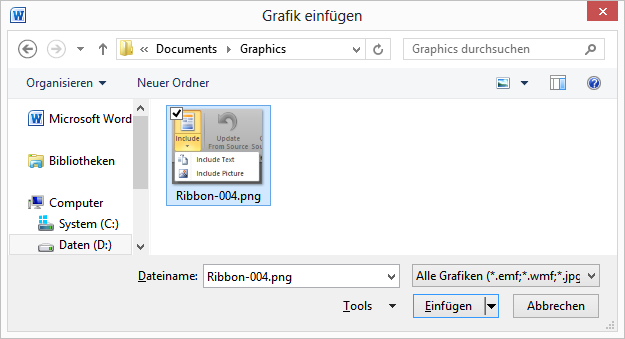 Grafik einfügen
« Documents Graphics
Graphics durchsuchen
Organisieren Neuer Ordner
Microsoft Word
Bibliotheken
Computer
System (C:)
Daten (D:)
Include
Update
From Source
Include Text
Include Picture
Ribbon-004.png
Dateiname: Ribbon-004.png
Alle Grafiken (*.emf;*.wmf;*.jpg
Tools Einfügen Abbrechen